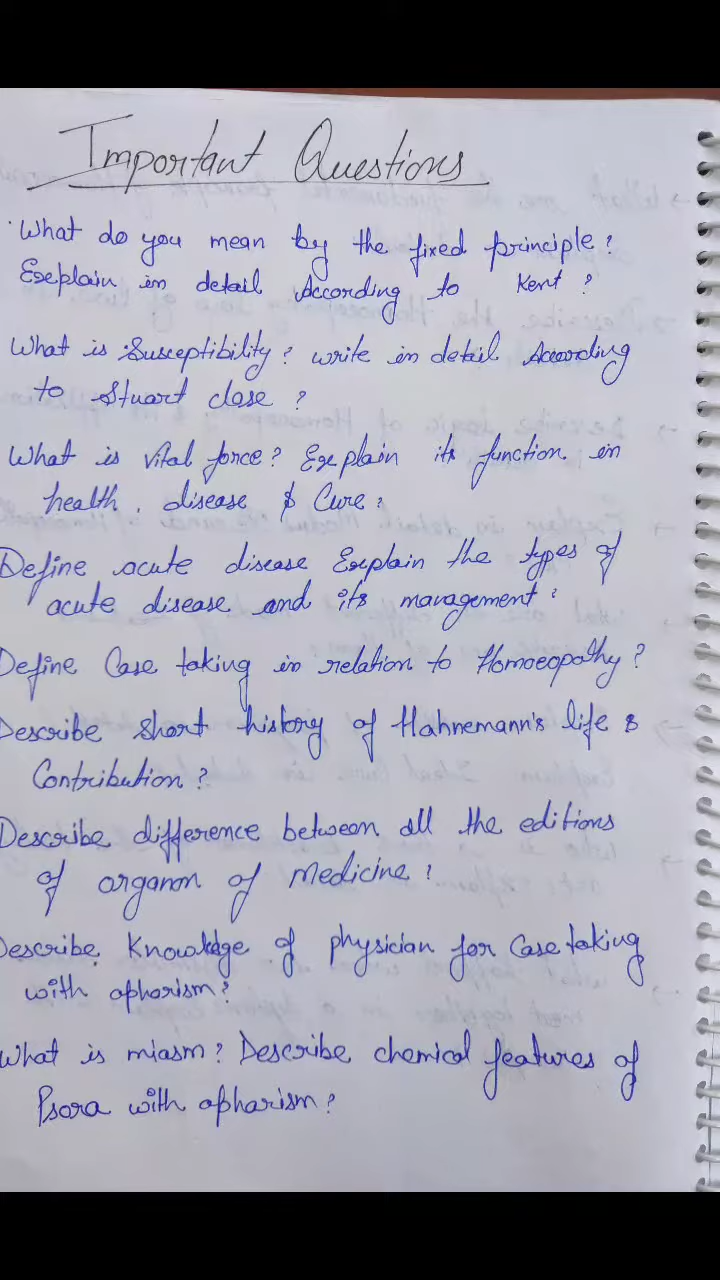 Important Questions
What do you mean by the fixed principle?
Exeplain in detail According to Kent?
What is Susceptibility? write in detail According
to Stuart close?
What is vital force? Exeplain its function in
health, disease & Cure?
Define acute disease Explain the types of
acute disease and its management?
Define Case taking in relation to Homoeopathy?
Describe short history of Hahnemann's life &
Contribution?
Describe difference between all the editions
of organon of Medicine?
Describe Knowledge of physician for Case taking
with apharism?
What is miasm? Describe chemical features of
Psora with apharism?